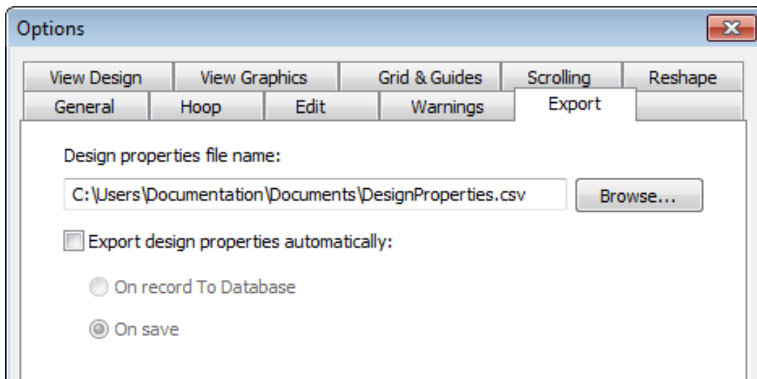 Options
View Design View Graphics Grid & Guides Scrolling Reshape
General Hoop Edit Warnings Export
Design properties file name:
C:\Users\Documentation\Documents\DesignProperties.csv Browse...
Export design properties automatically:
On record To Database
On save